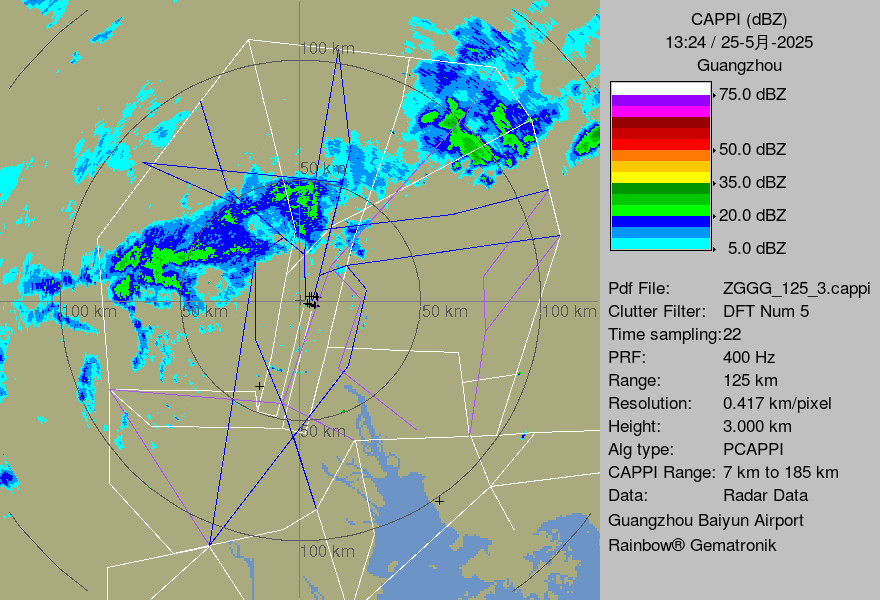 CAPPI (dBZ)
13:24 / 25-5月-2025
Guangzhou
75.0 dBZ
50.0 dBZ
35.0 dBZ
20.0 dBZ
5.0 dBZ
Pdf File: ZGGG_125_3.cappi
Clutter Filter: DFT Num 5
Time sampling:22
PRF: 400 Hz
Range: 125 km
Resolution: 0.417 km/pixel
Height: 3.000 km
Alg type: PCAPPI
CAPPI Range: 7 km to 185 km
Data: Radar Data
Guangzhou Baiyun Airport
Rainbow® Gematronik
100 km
50 km
100 km
50 km
50 km
100 km
50 km
100 km